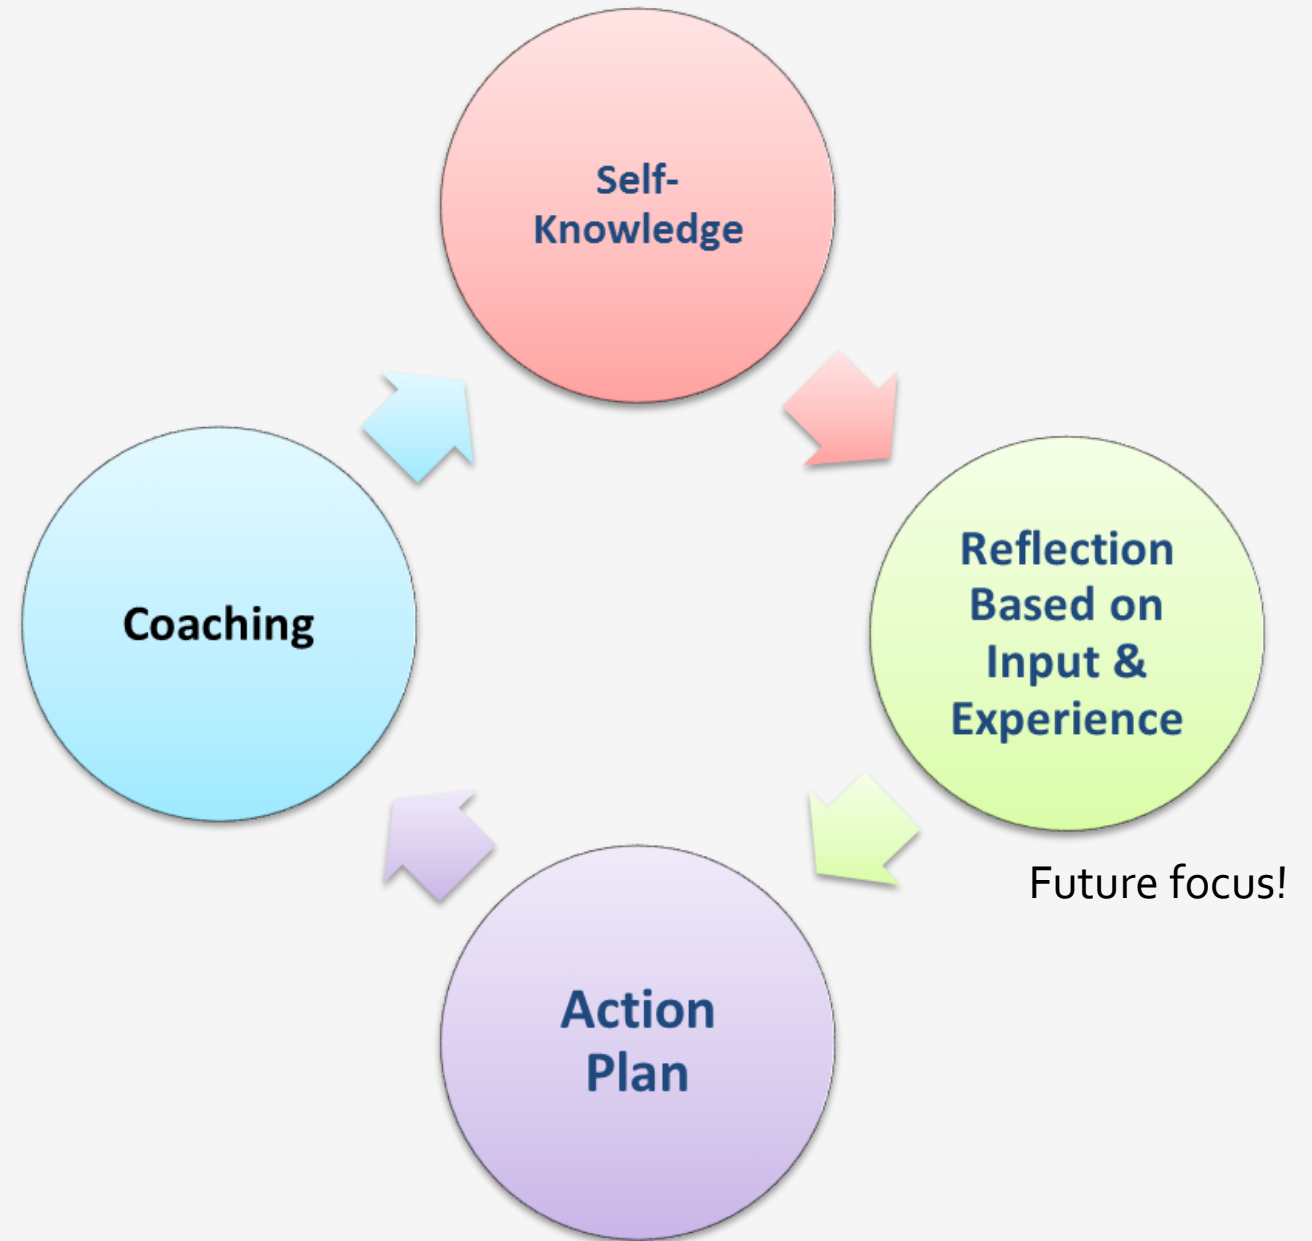 Self-
Knowledge
Reflection
Based on
Input &
Experience
Future focus!
Action
Plan
Coaching